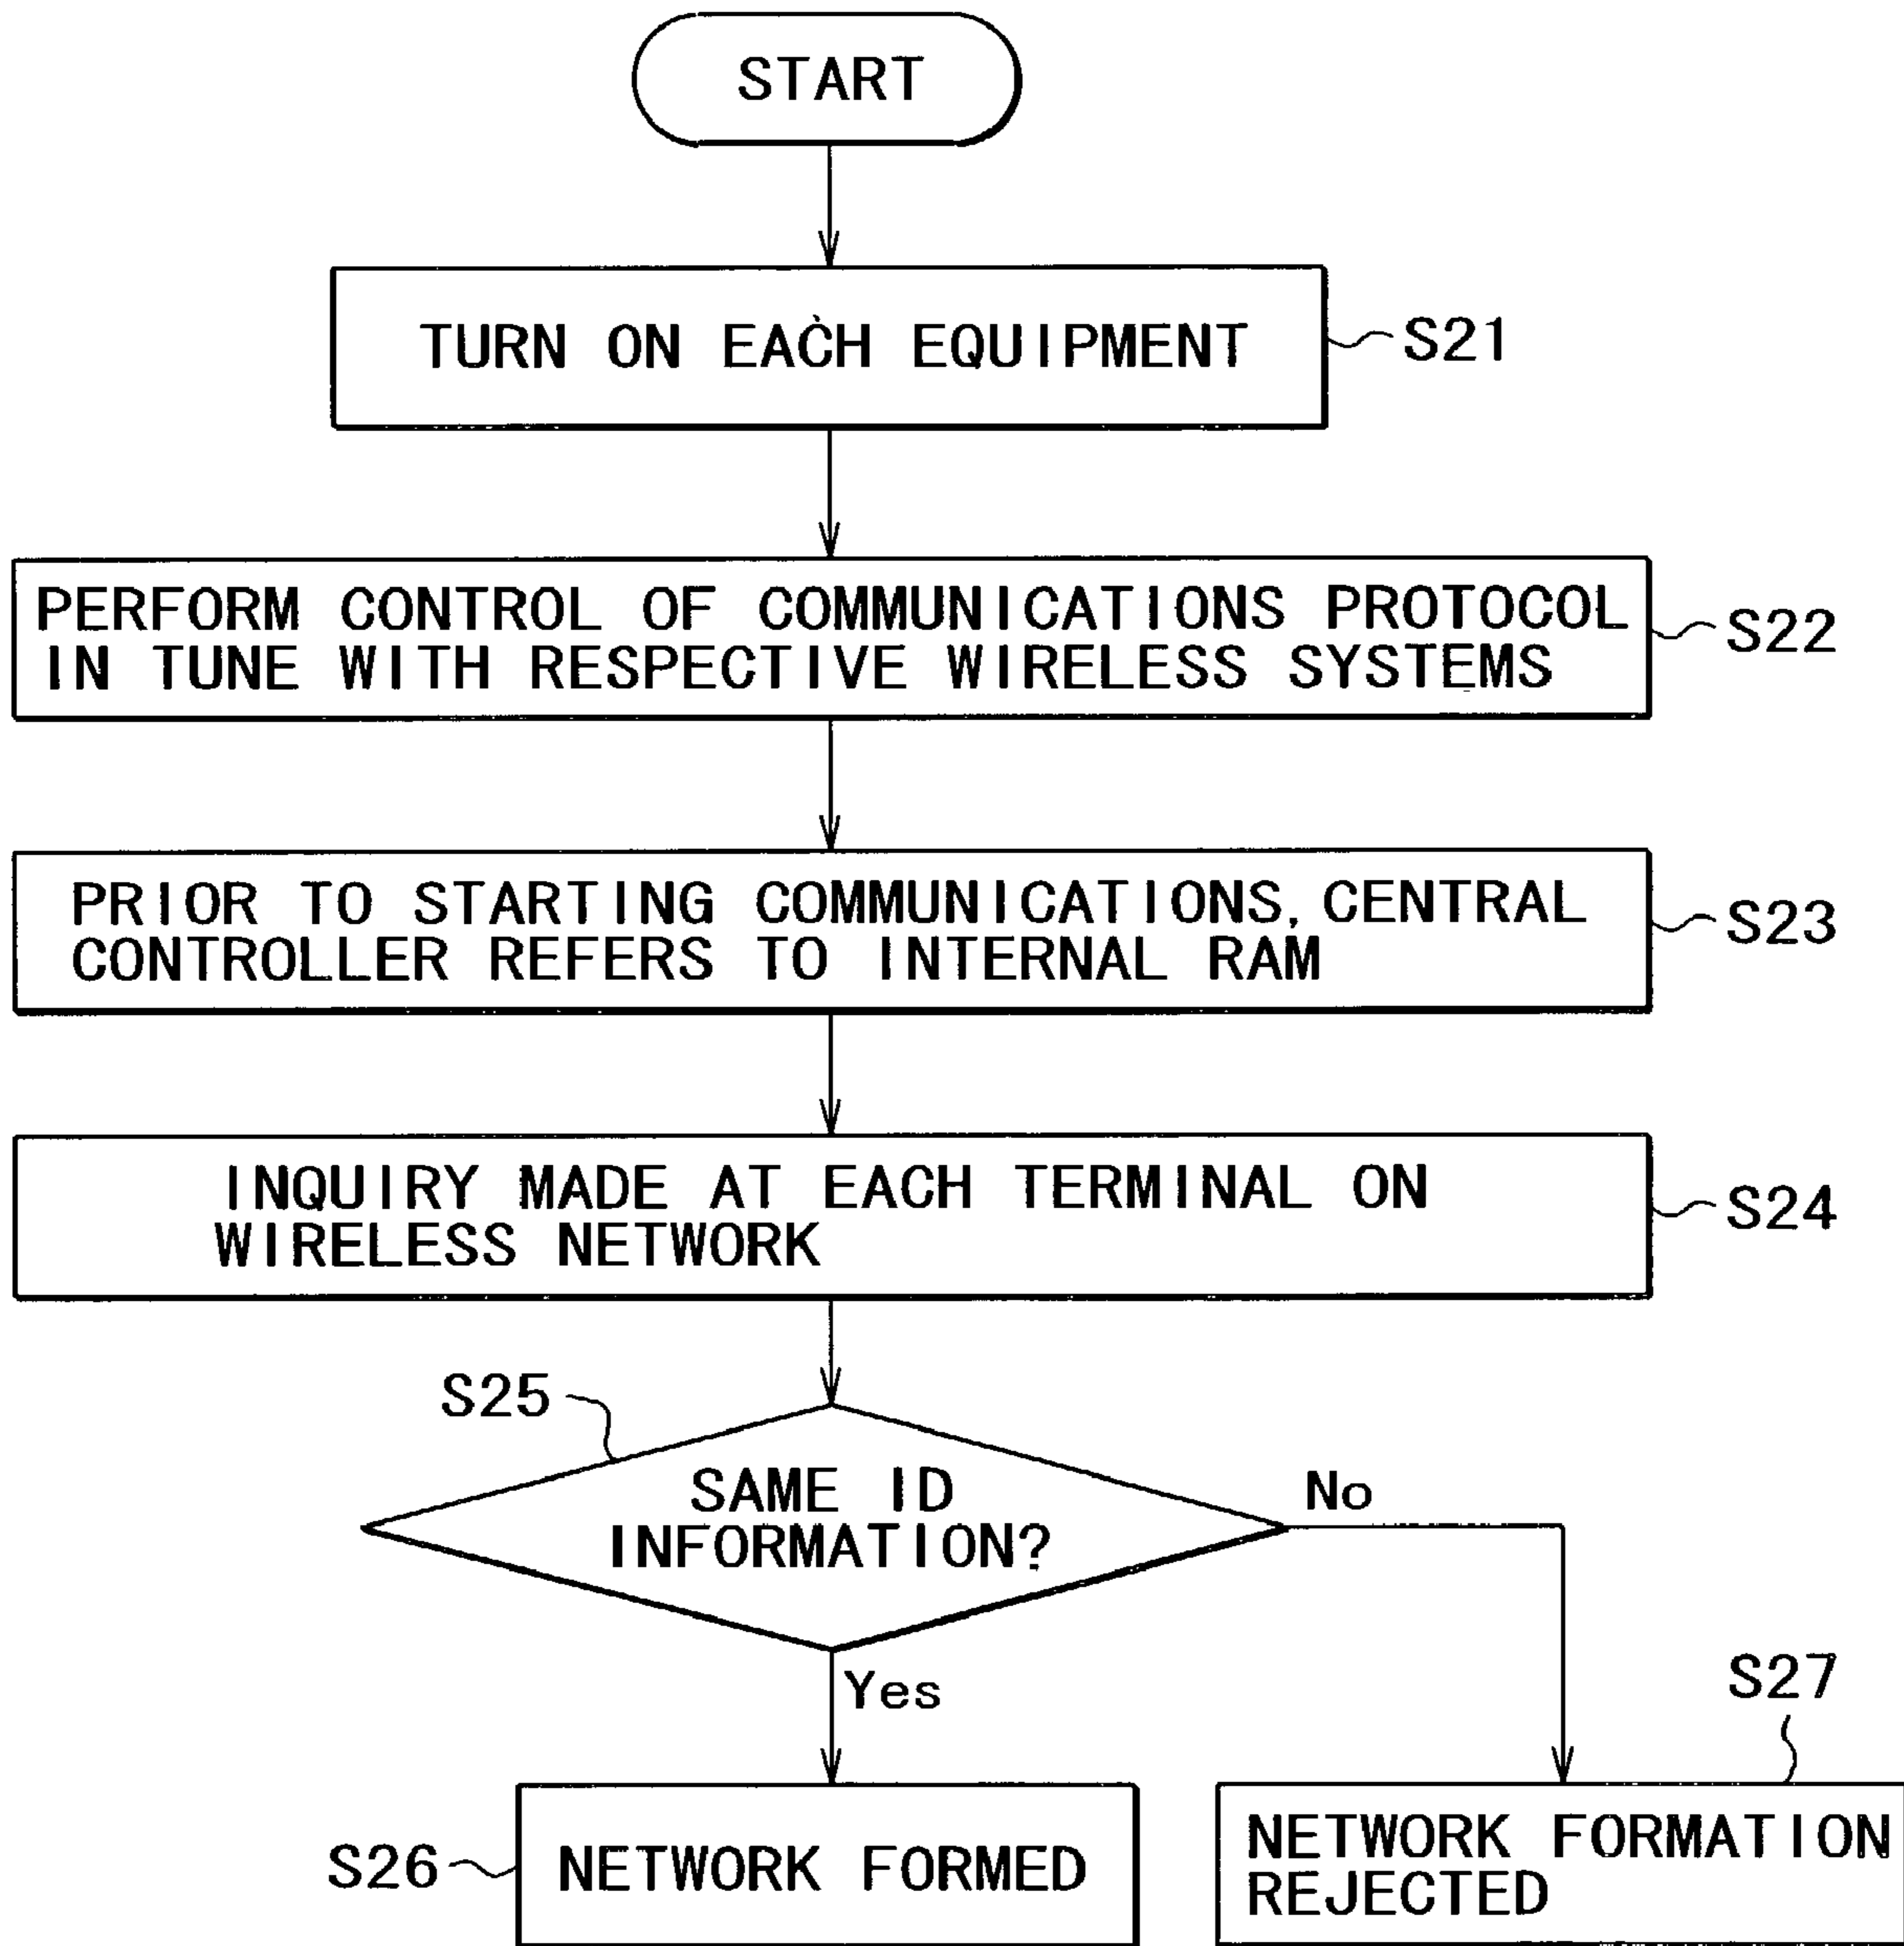 START
TURN ON EACH EQUIPMENT
S21
PERFORM CONTROL OF COMMUNICATIONS PROTOCOL
IN TUNE WITH RESPECTIVE WIRELESS SYSTEMS
S22
PRIOR TO STARTING COMMUNICATIONS, CENTRAL
CONTROLLER REFERS TO INTERNAL RAM
S23
INQUIRY MADE AT EACH TERMINAL ON
WIRELESS NETWORK
S24
S25
SAME ID
INFORMATION?
No
Yes
S27
S26
NETWORK FORMED
NETWORK FORMATION
REJECTED